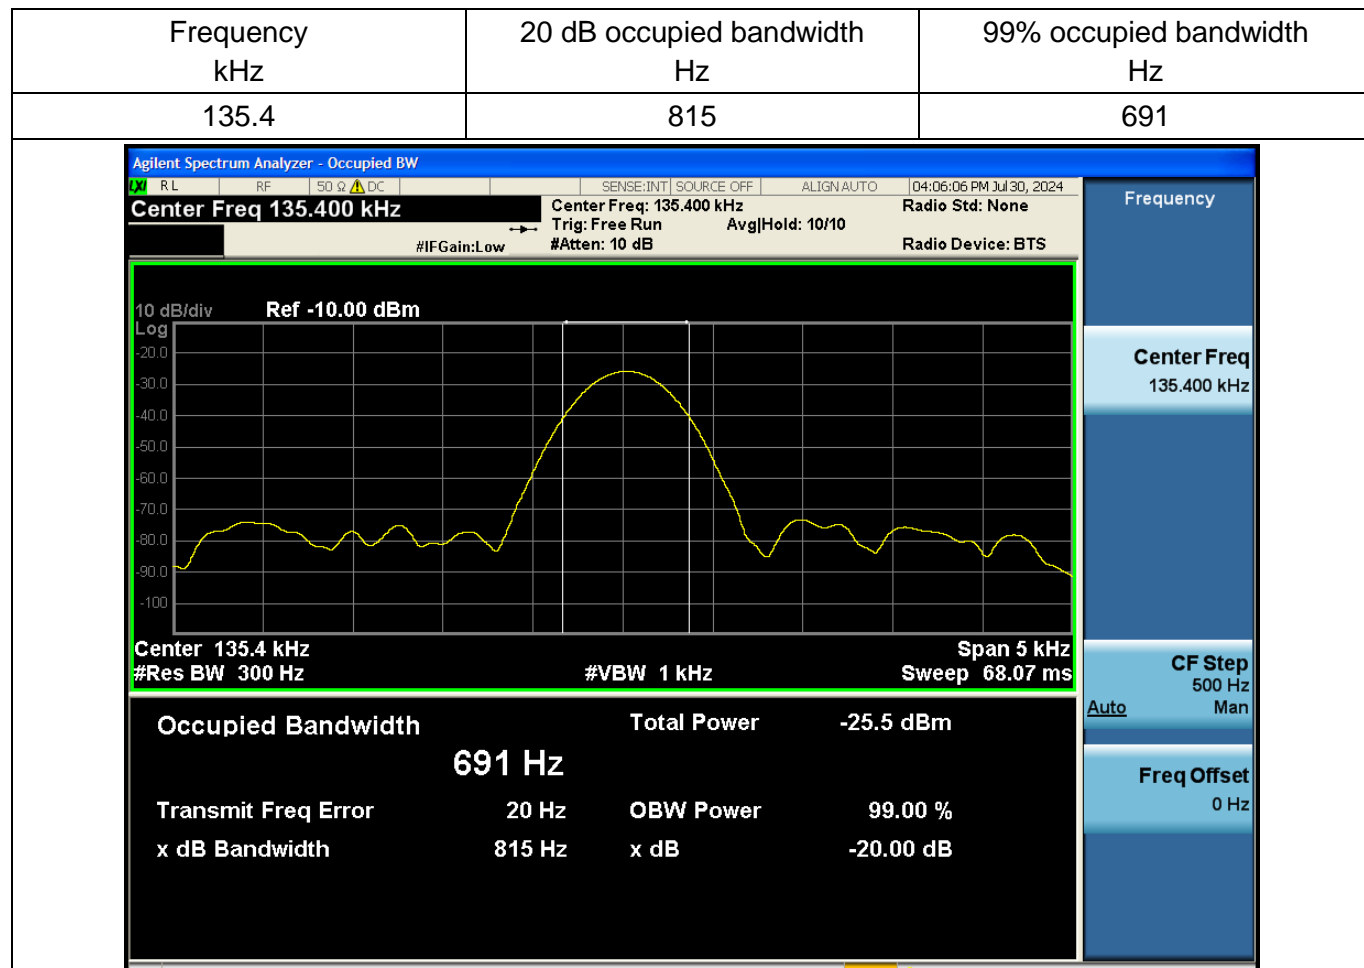 Frequency kHz
20 dB occupied bandwidth Hz
99% occupied bandwidth Hz
135.4 815 691
Agilent Spectrum Analyzer - Occupied BW
LXI RL RF 50 Ω DC SENSE:INT SOURCE OFF ALIGN AUTO 04:06:06 PM Jul 30, 2024
Center Freq 135.400 kHz
Center Freq: 135.400 kHz
Radio Std: None
Trig: Free Run Avg|Hold: 10/10
#IFGain:Low
#Atten: 10 dB
Radio Device: BTS
10 dB/div Ref -10.00 dBm
Log
-20.0
-30.0
-40.0
-50.0
-60.0
-70.0
-80.0
-90.0
-100
Center 135.4 kHz Span 5 kHz
#Res BW 300 Hz #VBW 1 kHz Sweep 68.07 ms
Occupied Bandwidth Total Power -25.5 dBm
691 Hz
Transmit Freq Error 20 Hz OBW Power 99.00 %
x dB Bandwidth 815 Hz x dB -20.00 dB
Frequency
Center Freq
135.400 kHz
CF Step
500 Hz
Auto Man
Freq Offset
0 Hz